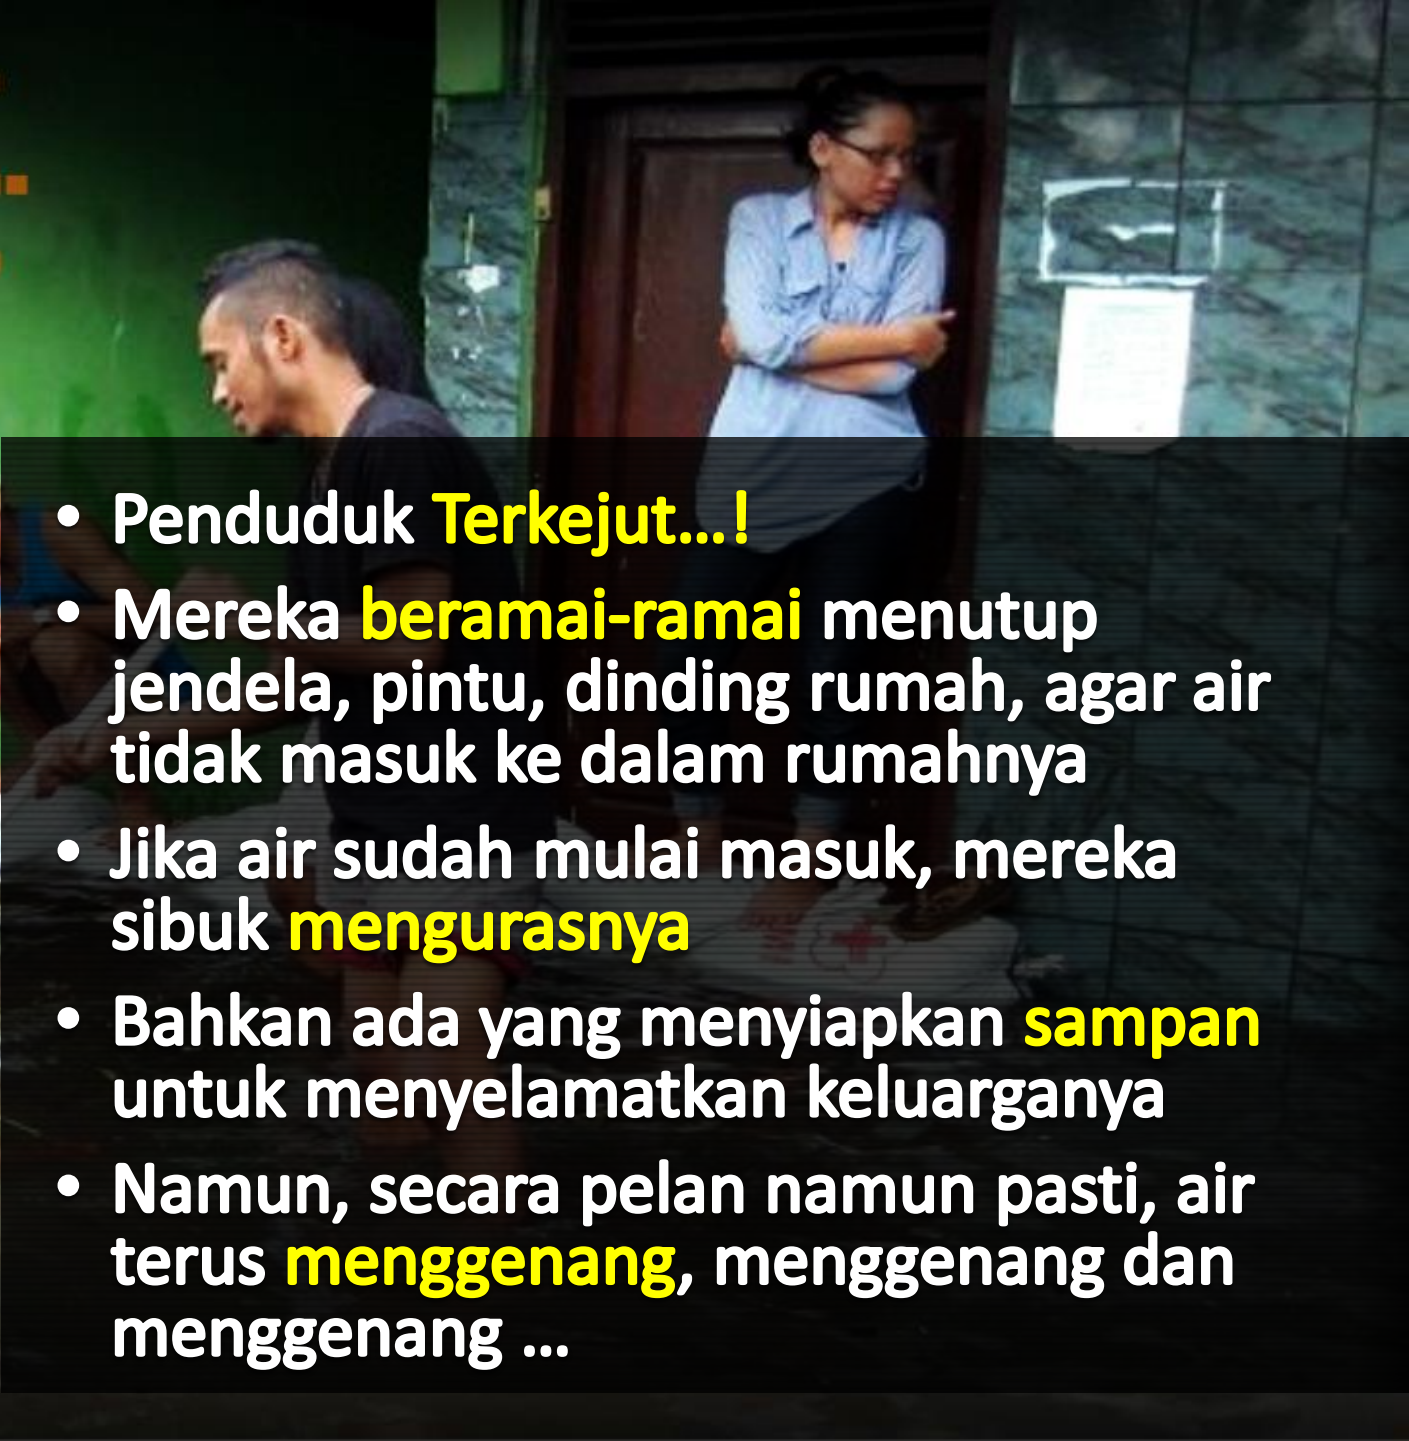 • Penduduk Terkejut...!
• Mereka beramai-ramai menutup
jendela, pintu, dinding rumah, agar air
tidak masuk ke dalam rumahnya
• Jika air sudah mulai masuk, mereka
sibuk mengurasnya
• Bahkan ada yang menyiapkan sampan
untuk menyelamatkan keluarganya
• Namun, secara pelan namun pasti, air
terus menggenang, menggenang dan
menggenang ...